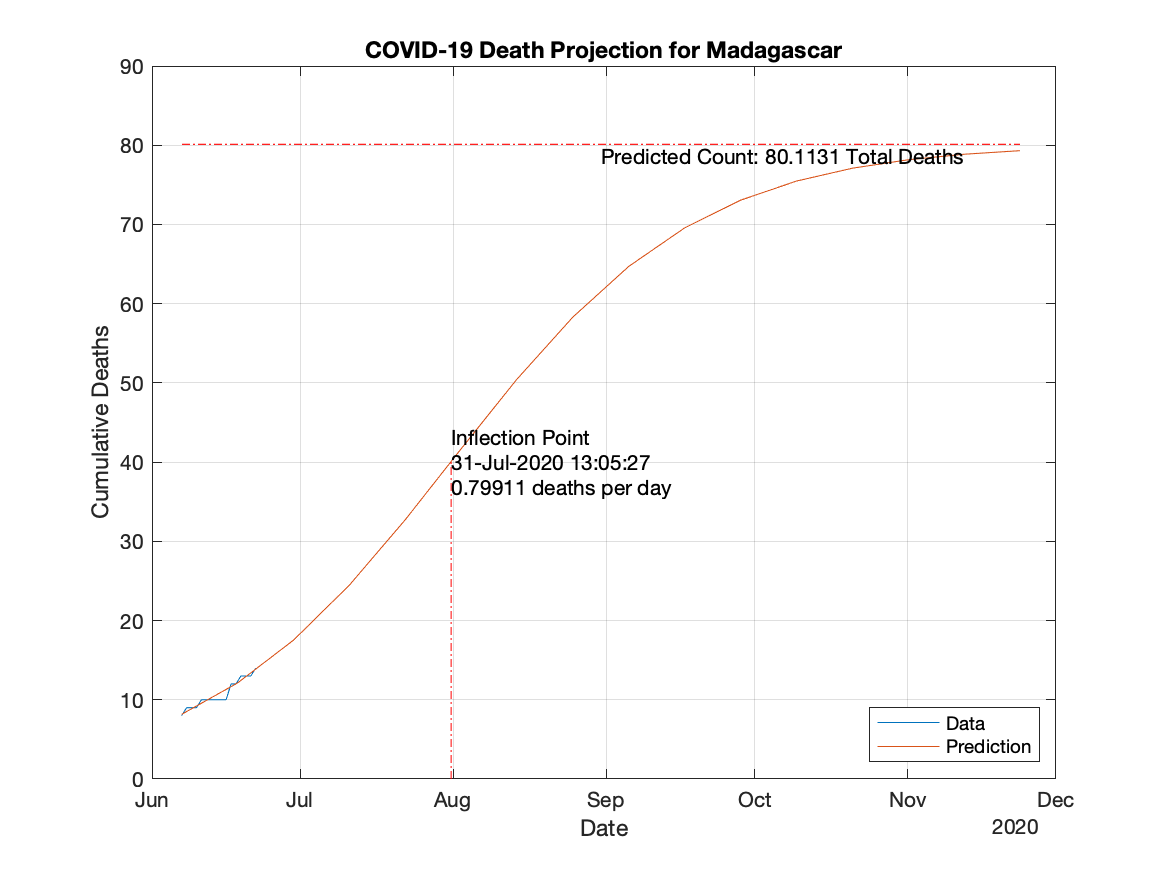 COVID-19 Death Projection for Madagascar
90
80
70
60
50
40
30
20
10
0
Cumulative Deaths
Predicted Count: 80.1131 Total Deaths
Inflection Point
31-Jul-2020 13:05:27
0.79911 deaths per day
Data
Prediction
Jun Jul Aug Sep Oct Nov Dec
Date
2020